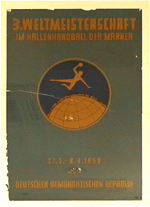 3. WELTMEISTERSCHAFT
IM HALLENHANDBALL DER MÄNNER
27.2.-8.3.1958
DEUTSCHE DEMOKRATISCHE REPUBLIK